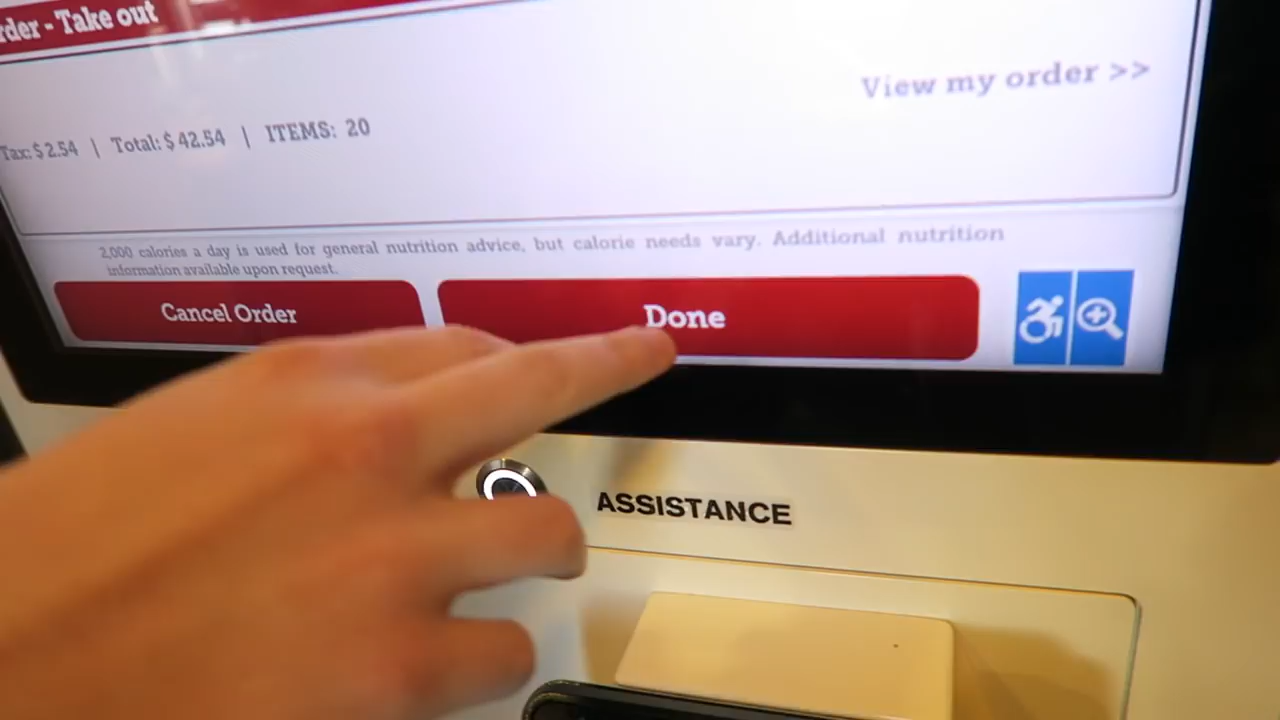 rder - Take out
View my order >>
Tax: $ 2.54 | Total: $ 42.54 | ITEMS: 20
2,000 calories a day is used for general nutrition advice, but calorie needs vary. Additional nutrition
information available upon request.
Cancel Order
Done
ASSISTANCE